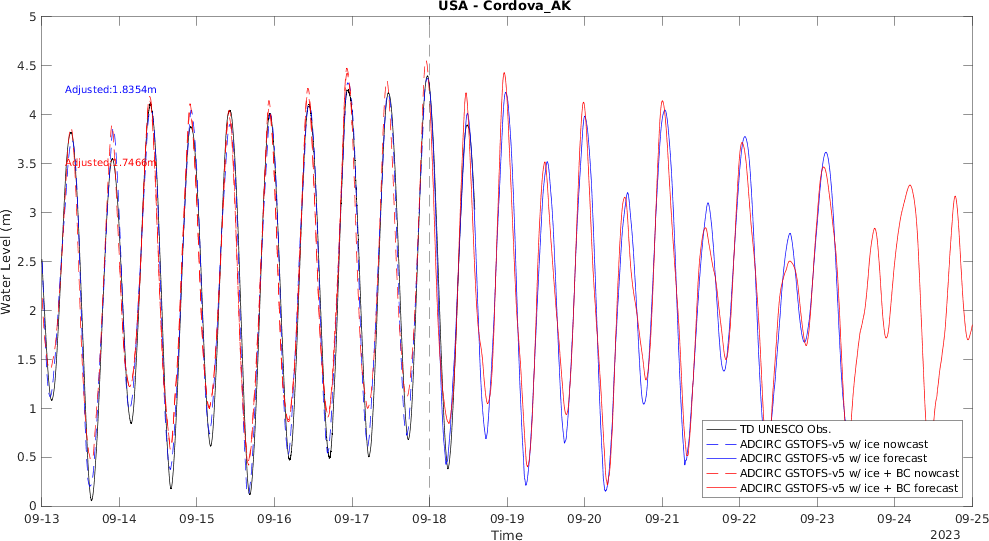 USA - Cordova_AK
5
4.5
4
3.5
3
2.5
2
1.5
1
0.5
0
Water Level (m)
Adjusted:1.8354m
Adjusted:1.7466m
TD UNESCO Obs.
ADCIRC GSTOFS-v5 w/ ice nowcast
ADCIRC GSTOFS-v5 w/ ice forecast
ADCIRC GSTOFS-v5 w/ ice + BC nowcast
ADCIRC GSTOFS-v5 w/ ice + BC forecast
09-13 09-14 09-15 09-16 09-17 09-18 09-19 09-20 09-21 09-22 09-23 09-24 09-25
Time
2023